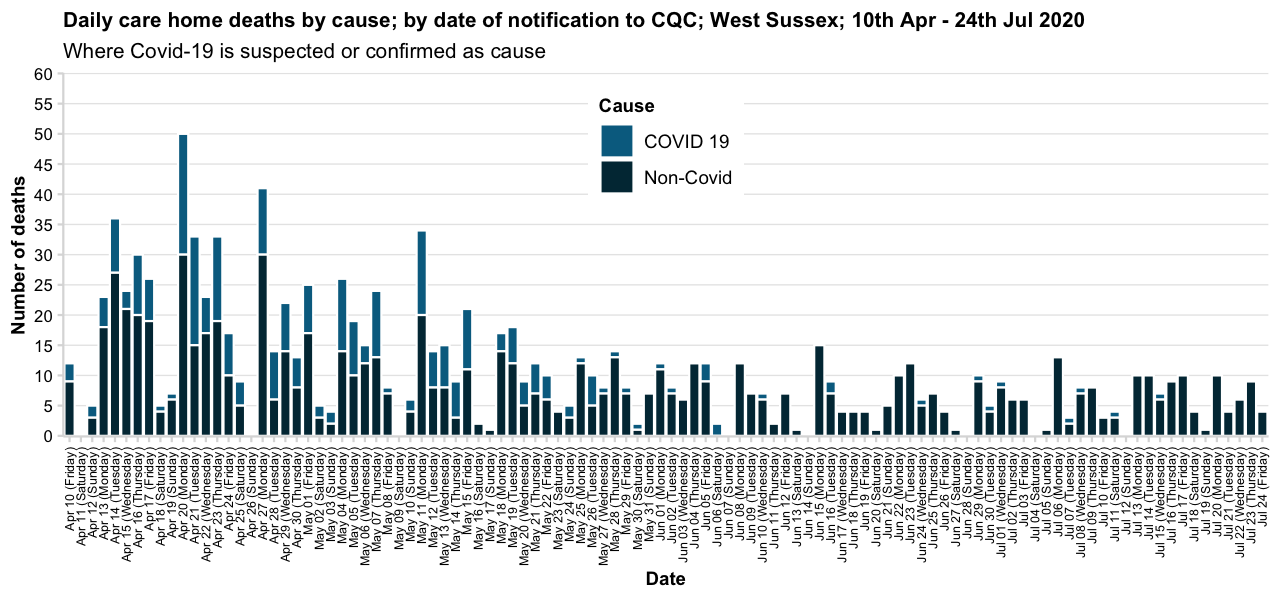 Daily care home deaths by cause; by date of notification to CQC; West Sussex; 10th Apr - 24th Jul 2020
Where Covid-19 is suspected or confirmed as cause
Number of deaths
60
55
50
45
40
35
30
25
20
15
10
5
0
Cause
COVID 19
Non-Covid
Apr 10 (Friday)
Apr 11 (Saturday)
Apr 12 (Sunday)
Apr 13 (Monday)
Apr 14 (Tuesday)
Apr 15 (Wednesday)
Apr 16 (Thursday)
Apr 17 (Friday)
Apr 18 (Saturday)
Apr 19 (Sunday)
Apr 20 (Monday)
Apr 21 (Tuesday)
Apr 22 (Wednesday)
Apr 23 (Thursday)
Apr 24 (Friday)
Apr 25 (Saturday)
Apr 26 (Sunday)
Apr 27 (Monday)
Apr 28 (Tuesday)
Apr 29 (Wednesday)
Apr 30 (Thursday)
May 01 (Friday)
May 02 (Saturday)
May 03 (Sunday)
May 04 (Monday)
May 05 (Tuesday)
May 06 (Wednesday)
May 07 (Thursday)
May 08 (Friday)
May 09 (Saturday)
May 10 (Sunday)
May 11 (Monday)
May 12 (Tuesday)
May 13 (Wednesday)
May 14 (Thursday)
May 15 (Friday)
May 16 (Saturday)
May 17 (Sunday)
May 18 (Monday)
May 19 (Tuesday)
May 20 (Wednesday)
May 21 (Thursday)
May 22 (Friday)
May 23 (Saturday)
May 24 (Sunday)
May 25 (Monday)
May 26 (Tuesday)
May 27 (Wednesday)
May 28 (Thursday)
May 29 (Friday)
May 30 (Saturday)
May 31 (Sunday)
Jun 01 (Monday)
Jun 02 (Tuesday)
Jun 03 (Wednesday)
Jun 04 (Thursday)
Jun 05 (Friday)
Jun 06 (Saturday)
Jun 07 (Sunday)
Jun 08 (Monday)
Jun 09 (Tuesday)
Jun 10 (Wednesday)
Jun 11 (Thursday)
Jun 12 (Friday)
Jun 13 (Saturday)
Jun 14 (Sunday)
Jun 15 (Monday)
Jun 16 (Tuesday)
Jun 17 (Wednesday)
Jun 18 (Thursday)
Jun 19 (Friday)
Jun 20 (Saturday)
Jun 21 (Sunday)
Jun 22 (Monday)
Jun 23 (Tuesday)
Jun 24 (Wednesday)
Jun 25 (Thursday)
Jun 26 (Friday)
Jun 27 (Saturday)
Jun 28 (Sunday)
Jun 29 (Monday)
Jun 30 (Tuesday)
Jul 01 (Wednesday)
Jul 02 (Thursday)
Jul 03 (Friday)
Jul 04 (Saturday)
Jul 05 (Sunday)
Jul 06 (Monday)
Jul 07 (Tuesday)
Jul 08 (Wednesday)
Jul 09 (Thursday)
Jul 10 (Friday)
Jul 11 (Saturday)
Jul 12 (Sunday)
Jul 13 (Monday)
Jul 14 (Tuesday)
Jul 15 (Wednesday)
Jul 16 (Thursday)
Jul 17 (Friday)
Jul 18 (Saturday)
Jul 19 (Sunday)
Jul 20 (Monday)
Jul 21 (Tuesday)
Jul 22 (Wednesday)
Jul 23 (Thursday)
Jul 24 (Friday)
Date